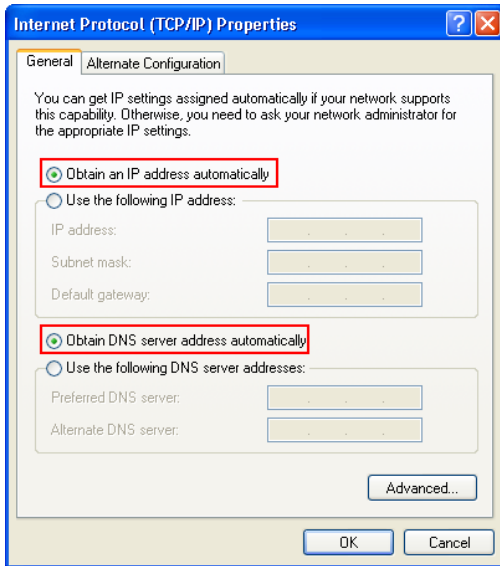 Internet Protocol (TCP/IP) Properties
General
Alternate Configuration
You can get IP settings assigned automatically if your network supports
this capability. Otherwise, you need to ask your network administrator for
the appropriate IP settings.
Obtain an IP address automatically
Use the following IP address:
IP address:
Subnet mask:
Default gateway:
Obtain DNS server address automatically
Use the following DNS server addresses:
Preferred DNS server:
Alternate DNS server:
Advanced...
OK
Cancel